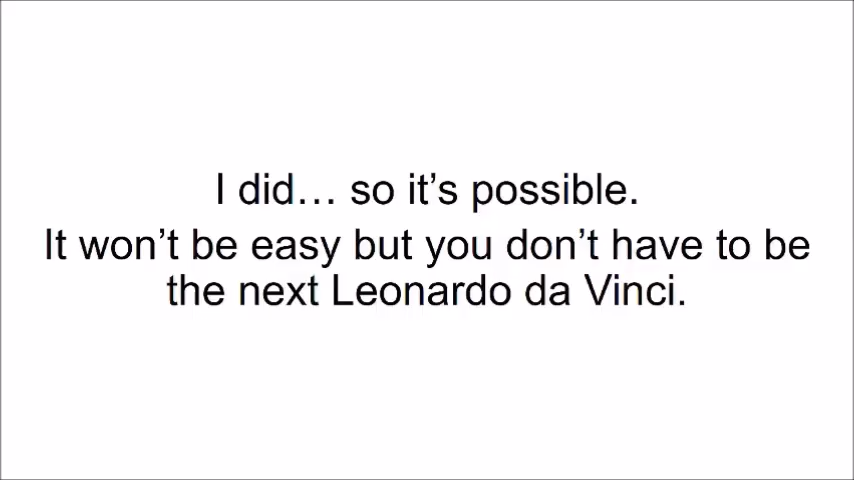 I did… so it’s possible.
It won’t be easy but you don’t have to be
the next Leonardo da Vinci.